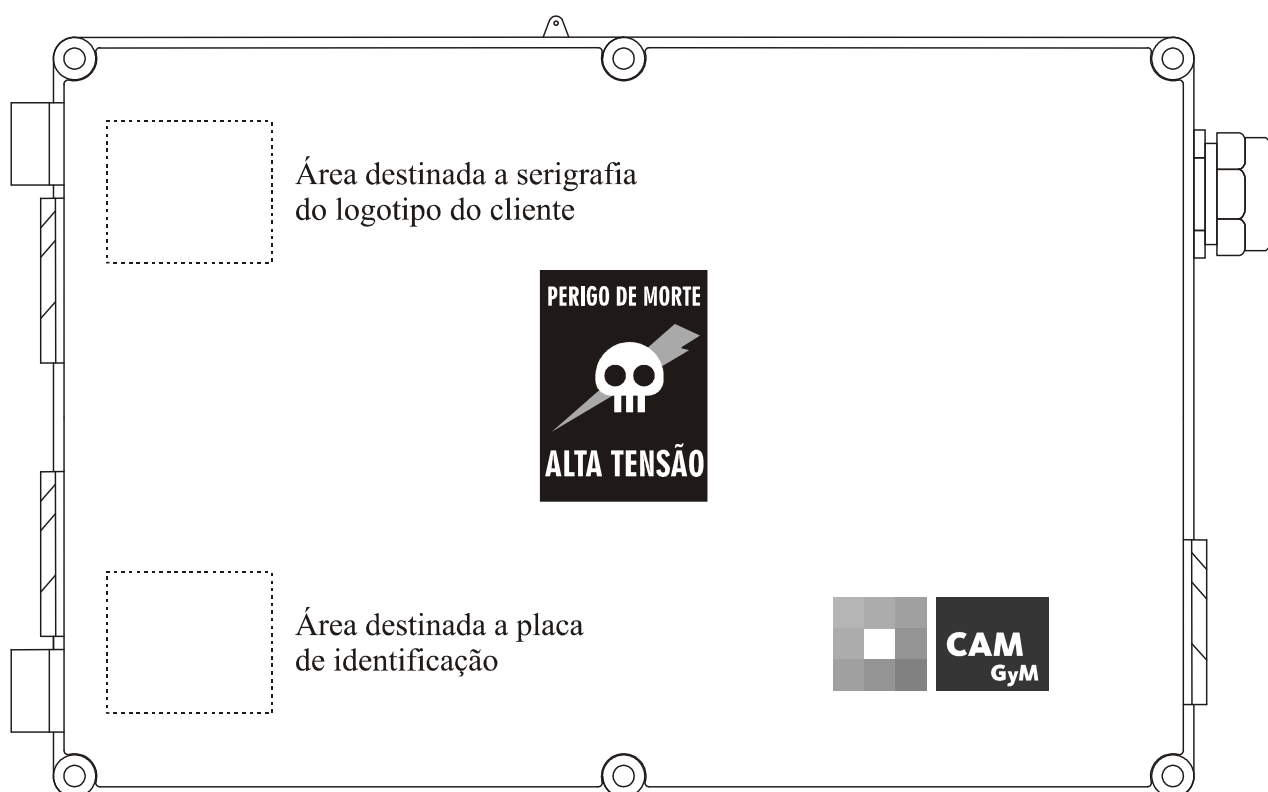 Área destinada a serigrafia
do logotipo do cliente
PERIGO DE MORTE
ALTA TENSÃO
Área destinada a placa
de identificação
CAM
GyM